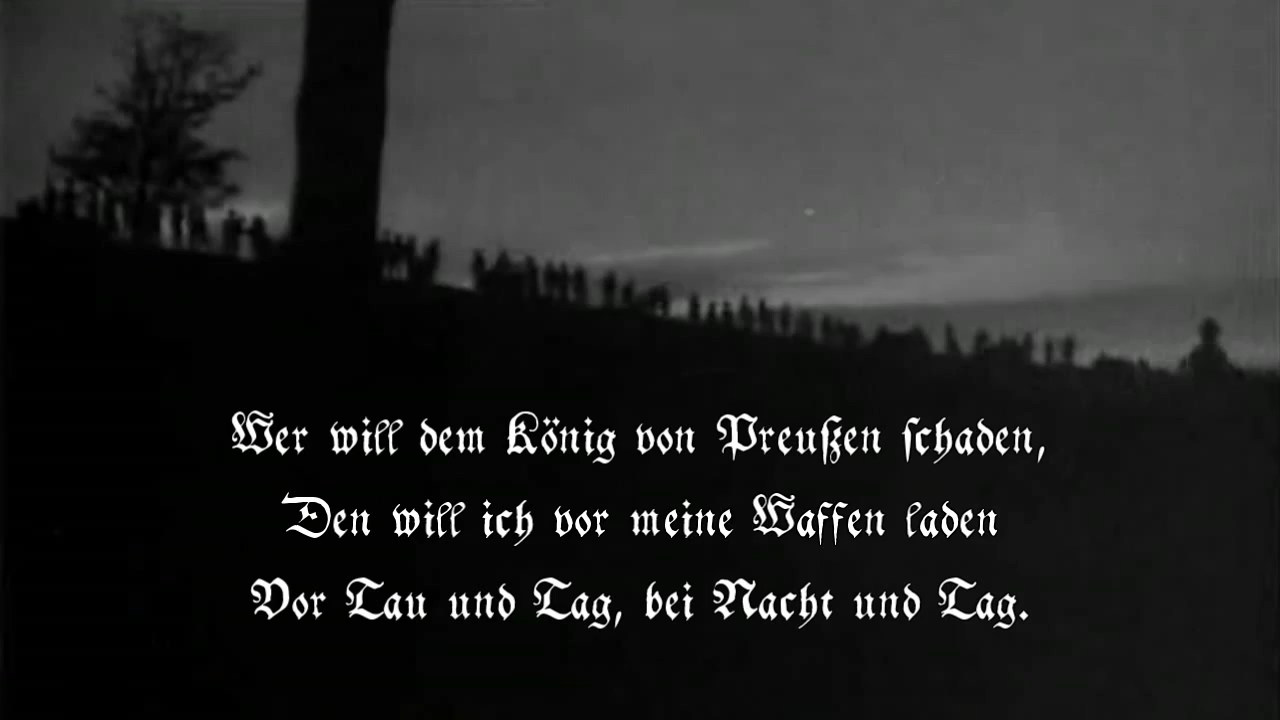 Wer will dem König von Preußen ſchaden,
Den will ich vor meine Waffen laden
Vor Tau und Tag, bei Nacht und Tag.